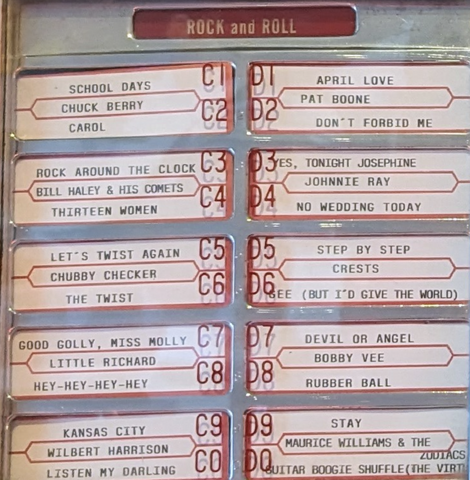 ROCK and ROLL
SCHOOL DAYS
CHUCK BERRY
CAROL
C1
C2
D1
D2
APRIL LOVE
PAT BOONE
DON'T FORBID ME
ROCK AROUND THE CLOCK
BILL HALEY & HIS COMETS
THIRTEEN WOMEN
C3
C4
D3
D4
YES, TONIGHT JOSEPHINE
JOHNNIE RAY
NO WEDDING TODAY
LET'S TWIST AGAIN
CHUBBY CHECKER
THE TWIST
C5
C6
D5
D6
STEP BY STEP
CRESTS
GEE (BUT I'D GIVE THE WORLD)
GOOD GOLLY, MISS MOLLY
LITTLE RICHARD
HEY-HEY-HEY-HEY
C7
C8
D7
D8
DEVIL OR ANGEL
BOBBY VEE
RUBBER BALL
KANSAS CITY
WILBERT HARRISON
LISTEN MY DARLING
C9
C0
D9
D0
STAY
MAURICE WILLIAMS & THE
ZODIACS
GUITAR BOOGIE SHUFFLE(THE VIRT